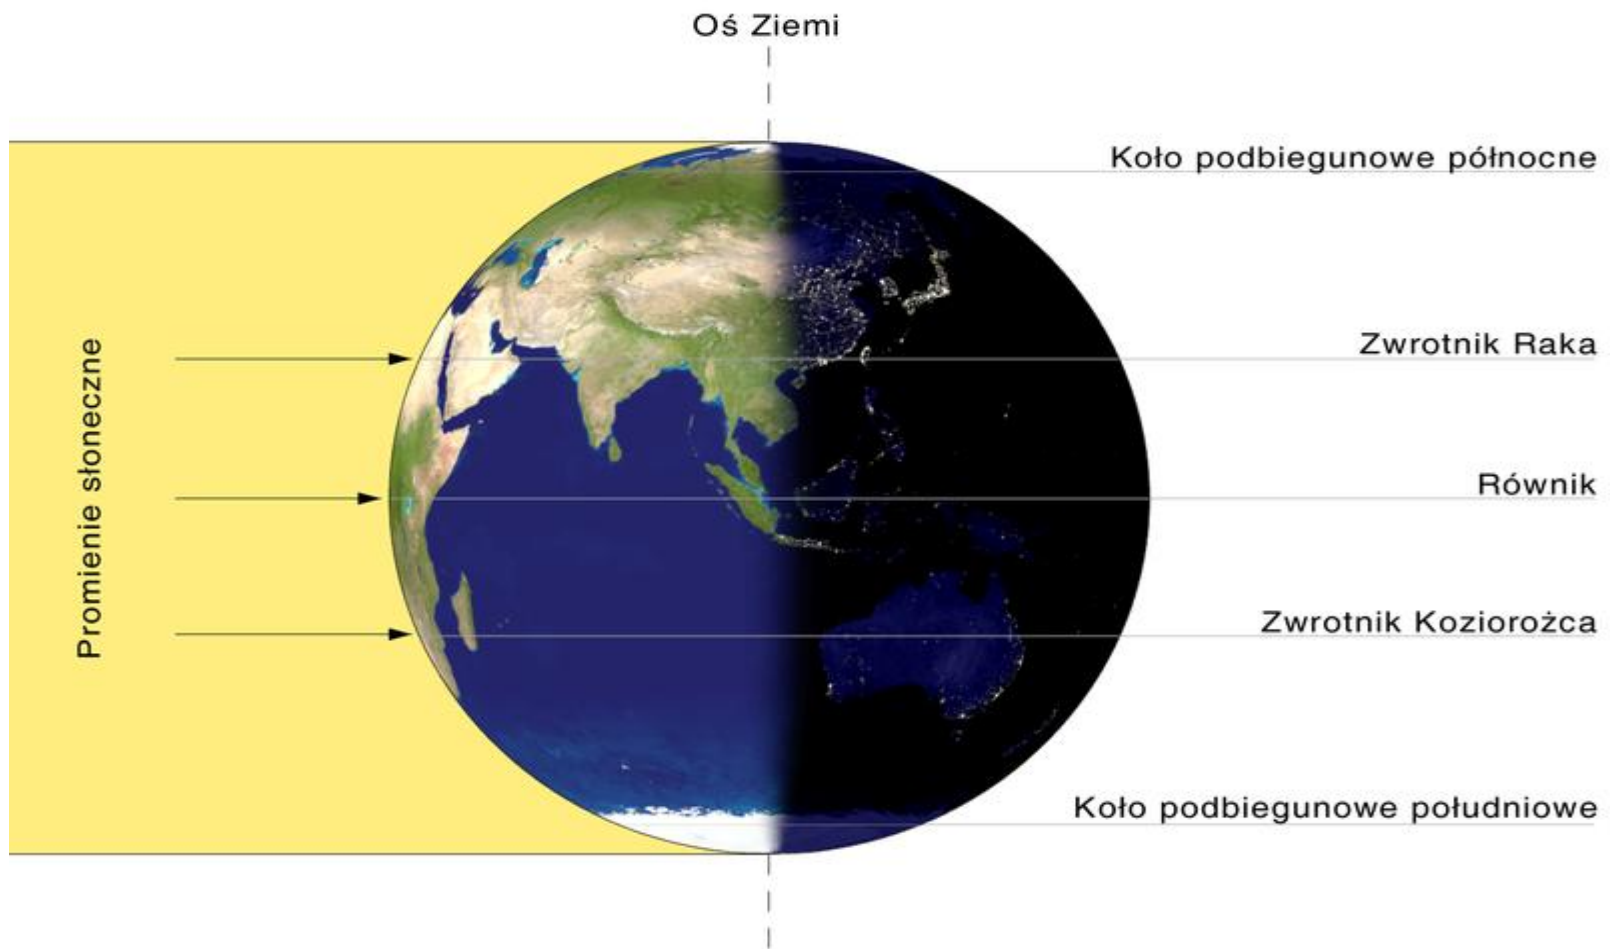 Oś Ziemi
Koło podbiegunowe północne
Zwrotnik Raka
Promienie słoneczne
Równik
Zwrotnik Koziorożca
Koło podbiegunowe południowe